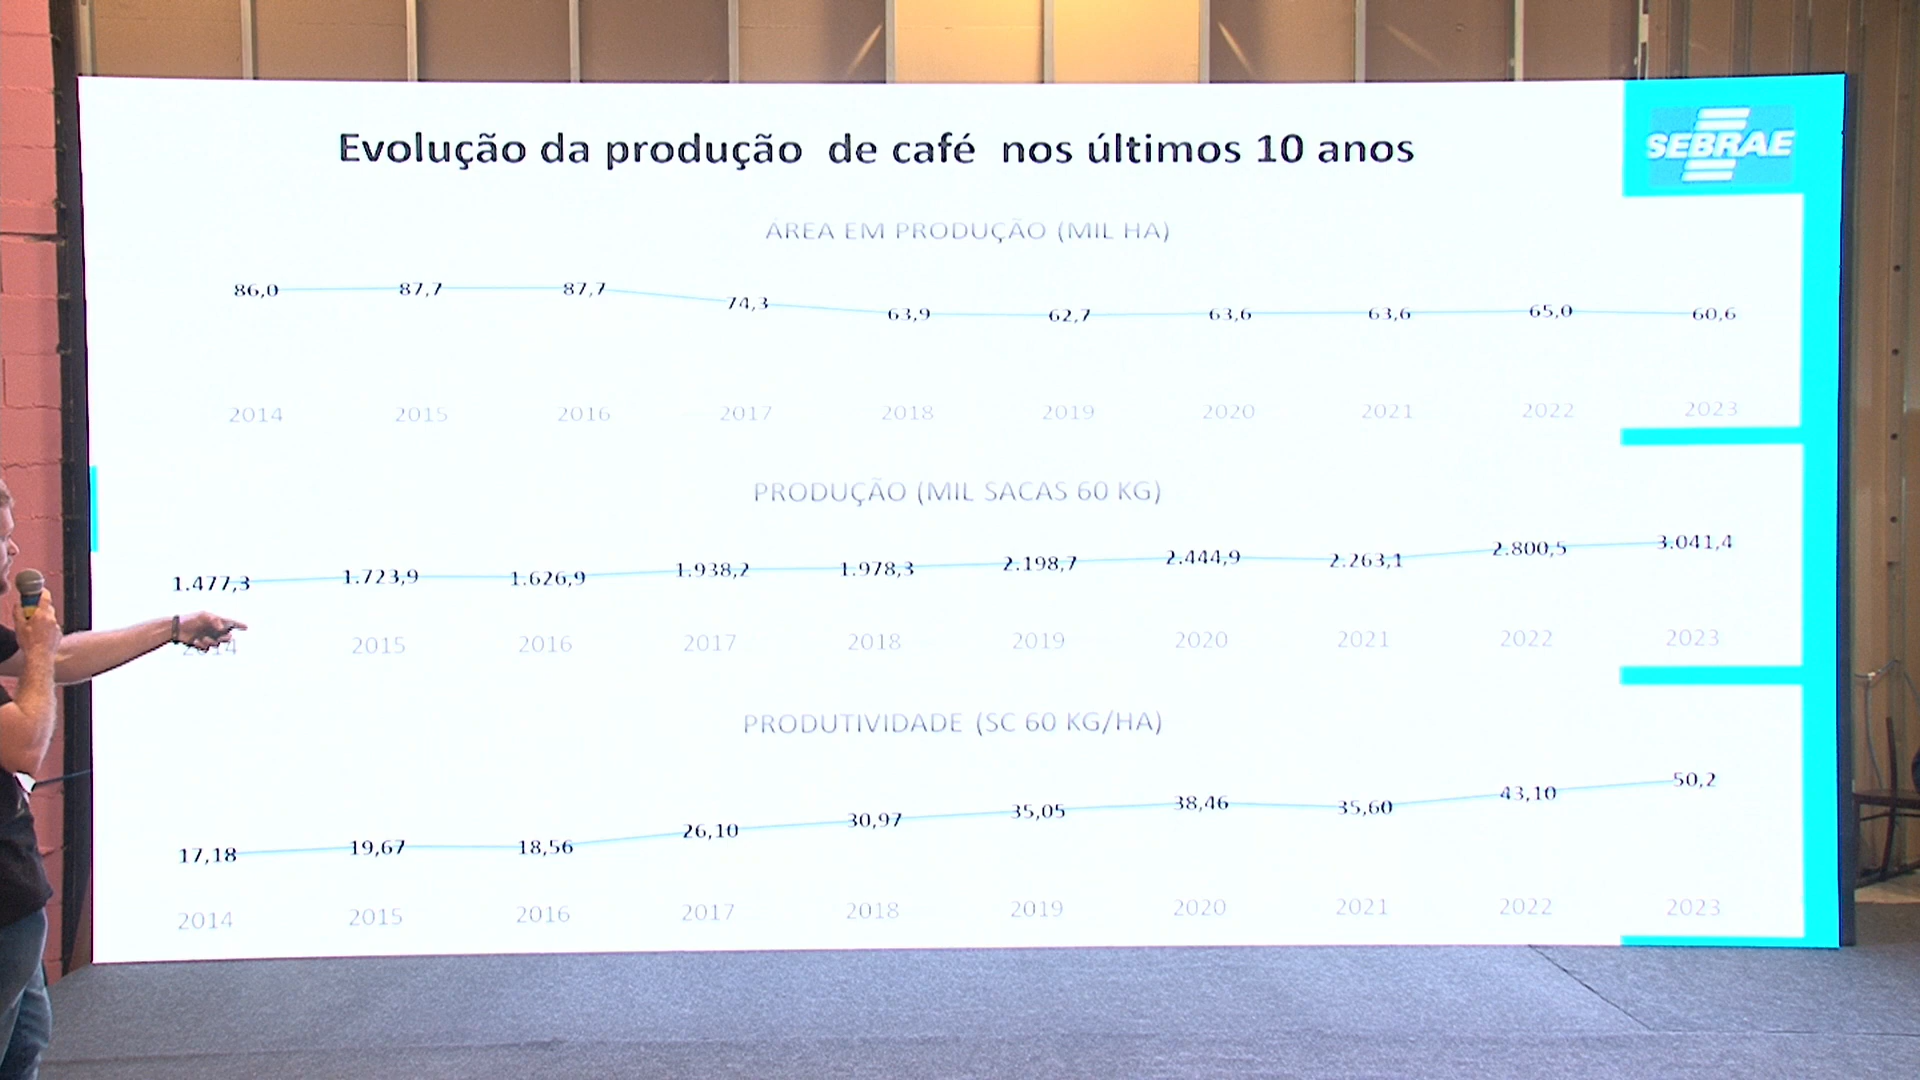 Evolução da produção de café nos últimos 10 anos
SEBRAE
ÁREA EM PRODUÇÃO (MIL HA)
86,0 87,7 87,7 74,3 63,9 62,7 63,6 63,6 65,0 60,6
2014 2015 2016 2017 2018 2019 2020 2021 2022 2023
PRODUÇÃO (MIL SACAS 60 KG)
1.477,3 1.723,9 1.626,9 1.938,2 1.978,3 2.198,7 2.444,9 2.263,1 2.800,5 3.041,4
2014 2015 2016 2017 2018 2019 2020 2021 2022 2023
PRODUTIVIDADE (SC 60 KG/HA)
17,18 19,67 18,56 26,10 30,97 35,05 38,46 35,60 43,10 50,2
2014 2015 2016 2017 2018 2019 2020 2021 2022 2023